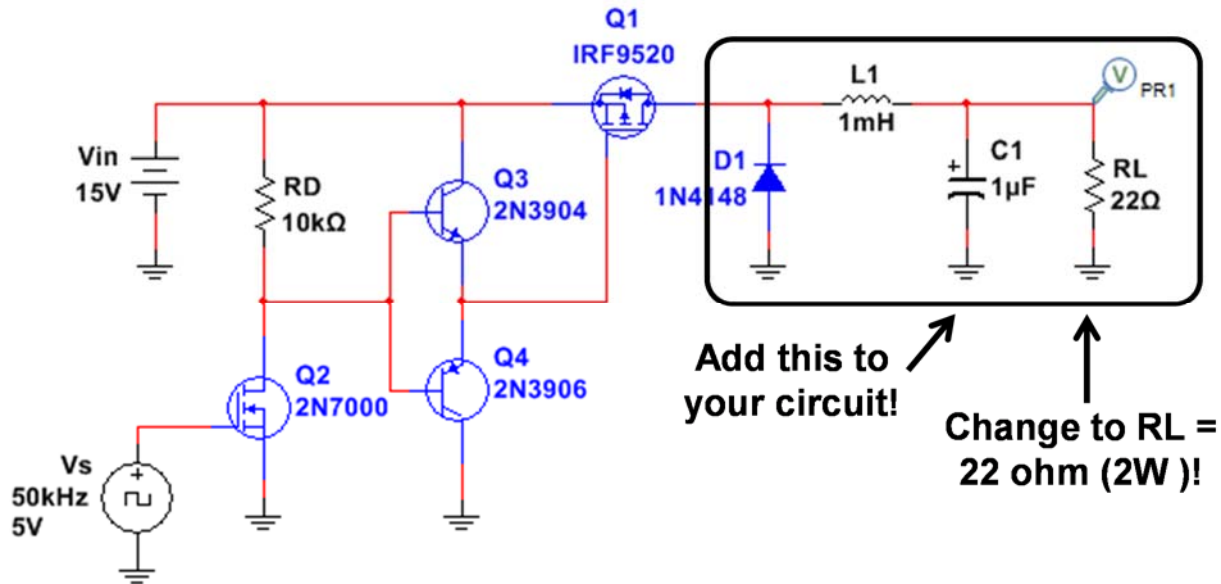 Q1
IRF9520
L1
1mH
V
PR1
Vin
15V
RD
10kΩ
Q3
2N3904
D1
1N4148
+
C1
1µF
RL
22Ω
Q2
2N7000
Q4
2N3906
Vs
50kHz
5V
+
Add this to
your circuit!
Change to RL =
22 ohm (2W )!